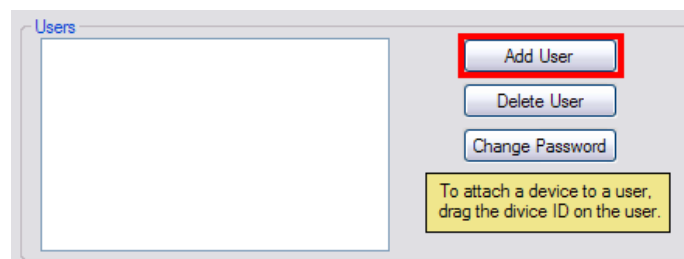 Users
Add User
Delete User
Change Password
To attach a device to a user,
drag the divice ID on the user.